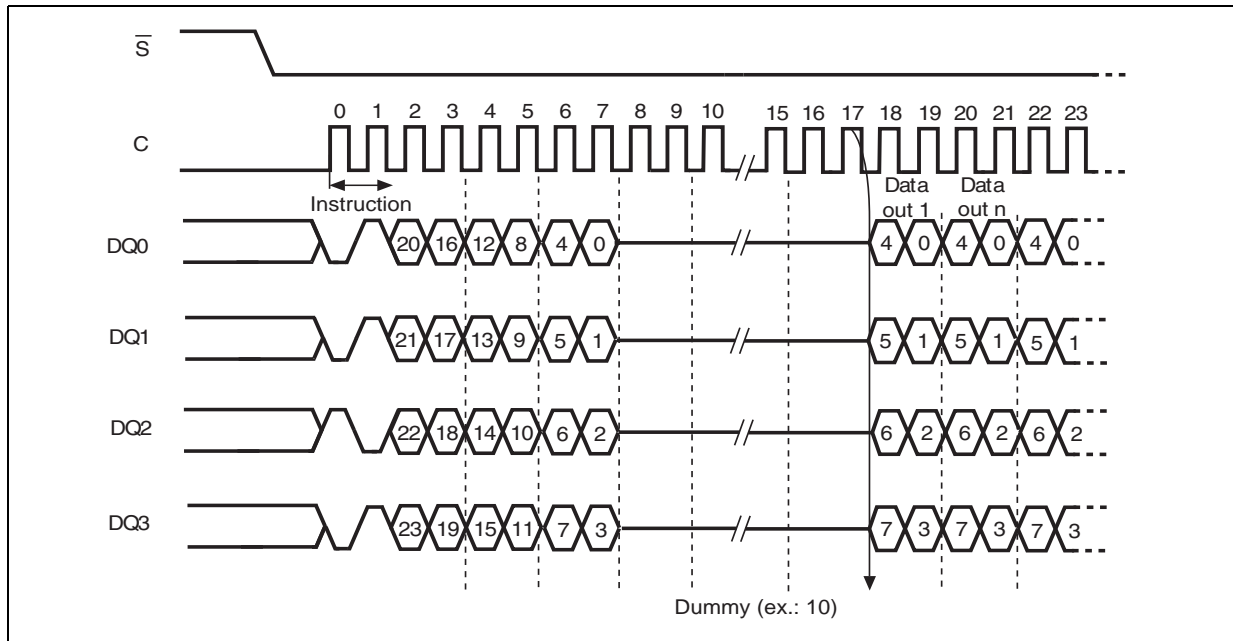 S
0 1 2 3 4 5 6 7 8 9 10 15 16 17 18 19 20 21 22 23
C
Instruction
Data out 1
Data out n
DQ0 20 16 12 8 4 0 4 0 4 0 4 0
DQ1 21 17 13 9 5 1 5 1 5 1 5 1
DQ2 22 18 14 10 6 2 6 2 6 2 6 2
DQ3 23 19 15 11 7 3 7 3 7 3 7 3
Dummy (ex.: 10)